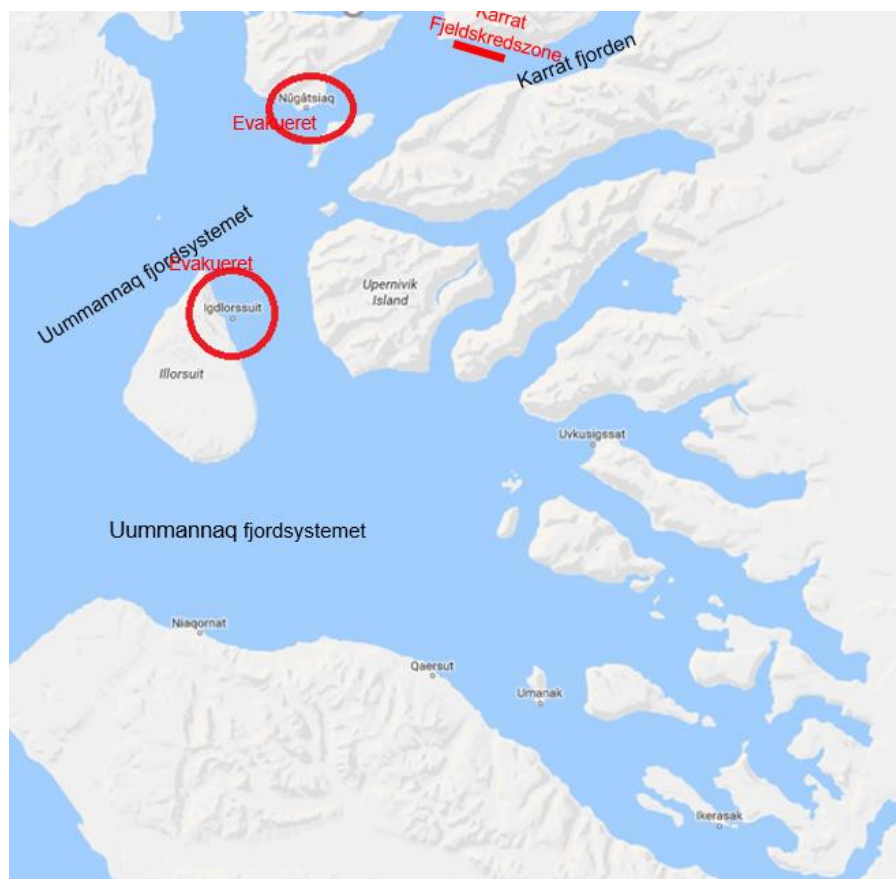 Karrat
Fjeldskredszone
Karrat fjorden
Nûgâtsiaq
Evakueret
Uummannaq fjordsystemet
Evakueret
Igdlorssuit
Upernivik
Island
Illorsuit
Uvkusigssat
Uummannaq fjordsystemet
Niaqornat
Qaersut
Umanak
Ikerasak